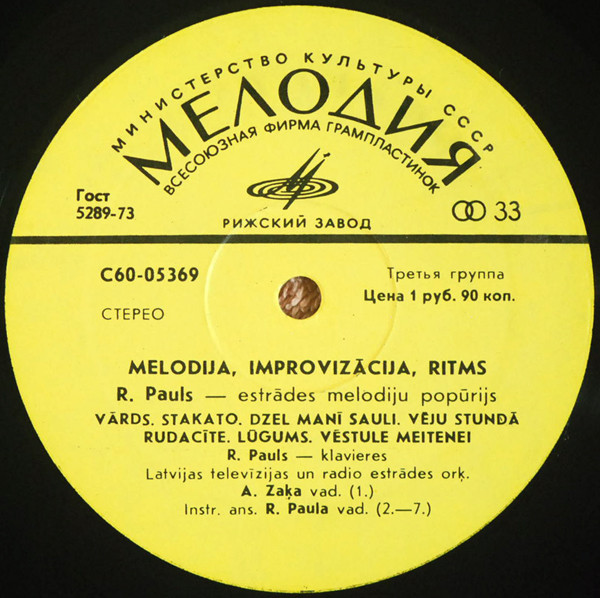 МИНИСТЕРСТВО КУЛЬТУРЫ СССР
МЕЛОДИЯ
ВСЕСОЮЗНАЯ ФИРМА ГРАМПЛАСТИНОК
Гост
5289-73
33
РИЖСКИЙ ЗАВОД
С60-05369
Третья группа
Цена 1 руб. 90 коп.
СТЕРЕО
MELODIJA, IMPROVIZĀCIJA, RITMS
R. Pauls — estrādes melodiju popūrijs
VĀRDS. STAKATO. DZEL MANĪ SAULI. VĒJU STUNDĀ
RUDACĪTE. LŪGUMS. VĒSTULE MEITENEI
R. Pauls — klavieres
Latvijas televīzijas un radio estrādes orķ.
A. Zaķa vad. (1.)
Instr. ans. R. Paula vad. (2.—7.)